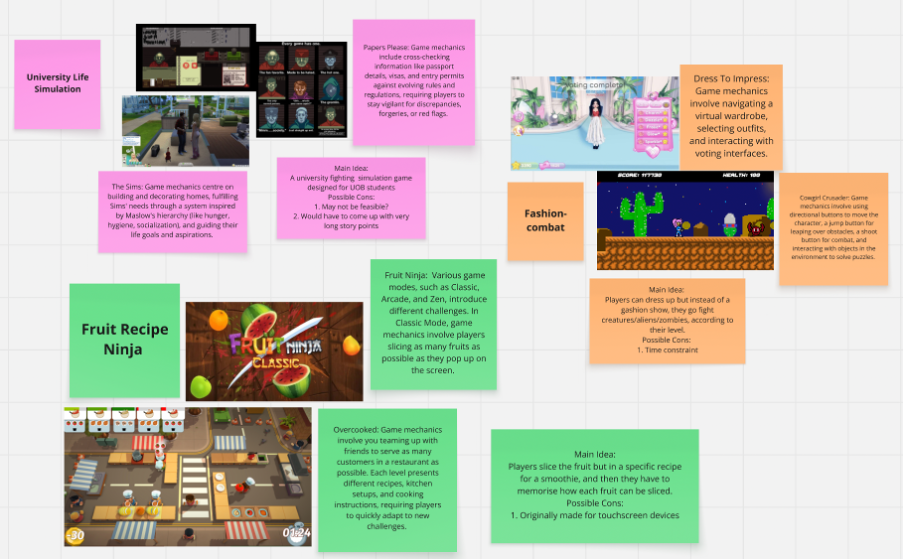 University Life
Simulation
Papers Please: Game mechanics
include cross-checking
information like passport
details, visas, and entry permits
against evolving rules and
regulations, requiring players to
stay vigilant for discrepancies,
forgeries, or red flags.
The Sims: Game mechanics centre on
building and decorating homes, fulfilling
Sims' needs through a system inspired
by Maslow's hierarchy (like hunger,
hygiene, socialization), and guiding their
life goals and aspirations.
Main Idea:
A university fighting simulation game
designed for UOB students
Possible Cons:
1. May not be feasible?
2. Would have to come up with very
long story points
Voting complete!
Dress To Impress:
Game mechanics
involve navigating a
virtual wardrobe,
selecting outfits,
and interacting with
voting interfaces.
Fashion-
combat
HEALTH: 100
Cowgirl Crusader: Game
mechanics involve using
directional buttons to move the
character, a jump button for
leaping over obstacles, a shoot
button for combat, and
interacting with objects in the
environment to solve puzzles.
Main Idea:
Players can dress up but instead of a
gashion show, they go fight
creatures/aliens/zombies, according to
their level.
Possible Cons:
1. Time constraint
Fruit Recipe
Ninja
FRUIT NINJA
CLASSIC
Fruit Ninja: Various game
modes, such as Classic,
Arcade, and Zen, introduce
different challenges. In
Classic Mode, game
mechanics involve players
slicing as many fruits as
possible as they pop up on
the screen.
30
01:24
Overcooked: Game mechanics
involve you teaming up with
friends to serve as many
customers in a restaurant as
possible. Each level presents
different recipes, kitchen
setups, and cooking
instructions, requiring players
to quickly adapt to new
challenges.
Main Idea:
Players slice the fruit but in a specific recipe
for a smoothie, and then they have to
memorise how each fruit can be sliced.
Possible Cons:
1. Originally made for touchscreen devices